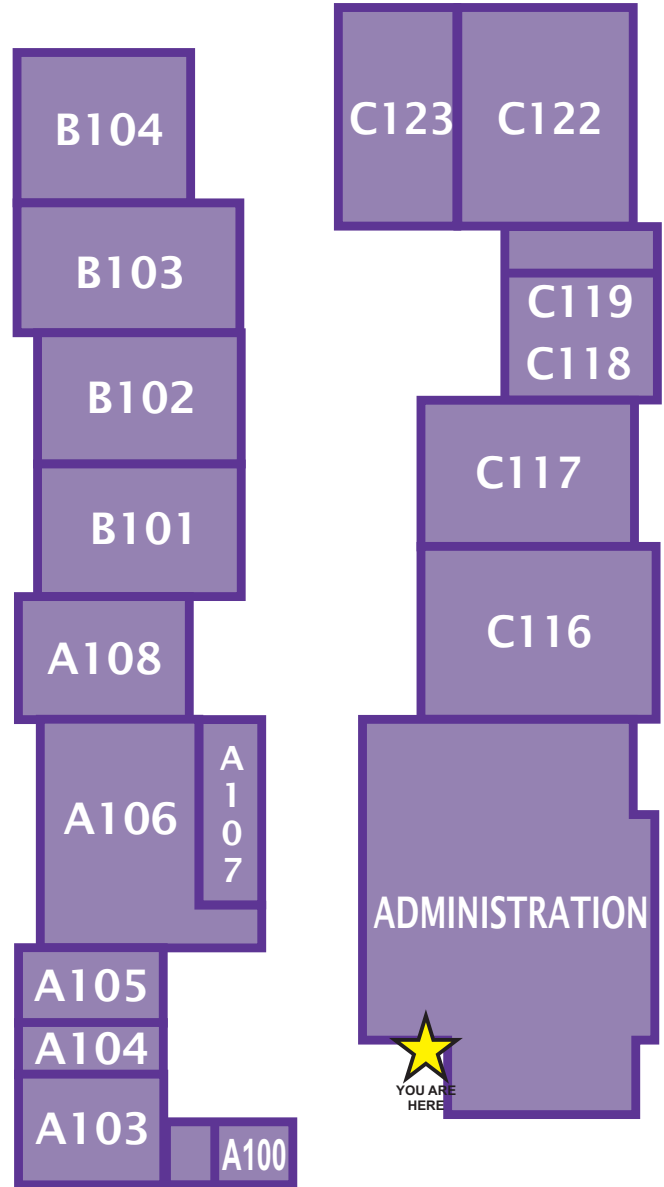 C123
C122
B104
B103
C119
C118
B102
C117
B101
C116
A108
A
1
0
7
A106
ADMINISTRATION
A105
A104
YOU ARE
HERE
A103
A100